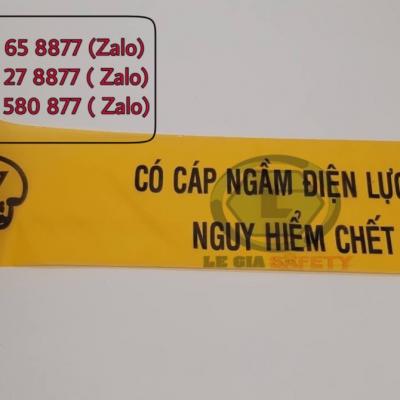 65 8877 (Zalo)
27 8877 ( Zalo)
580 877 ( Zalo)
CÓ CÁP NGẦM ĐIỆN LỰC
NGUY HIỂM CHẾT
LE GIA SAFETY